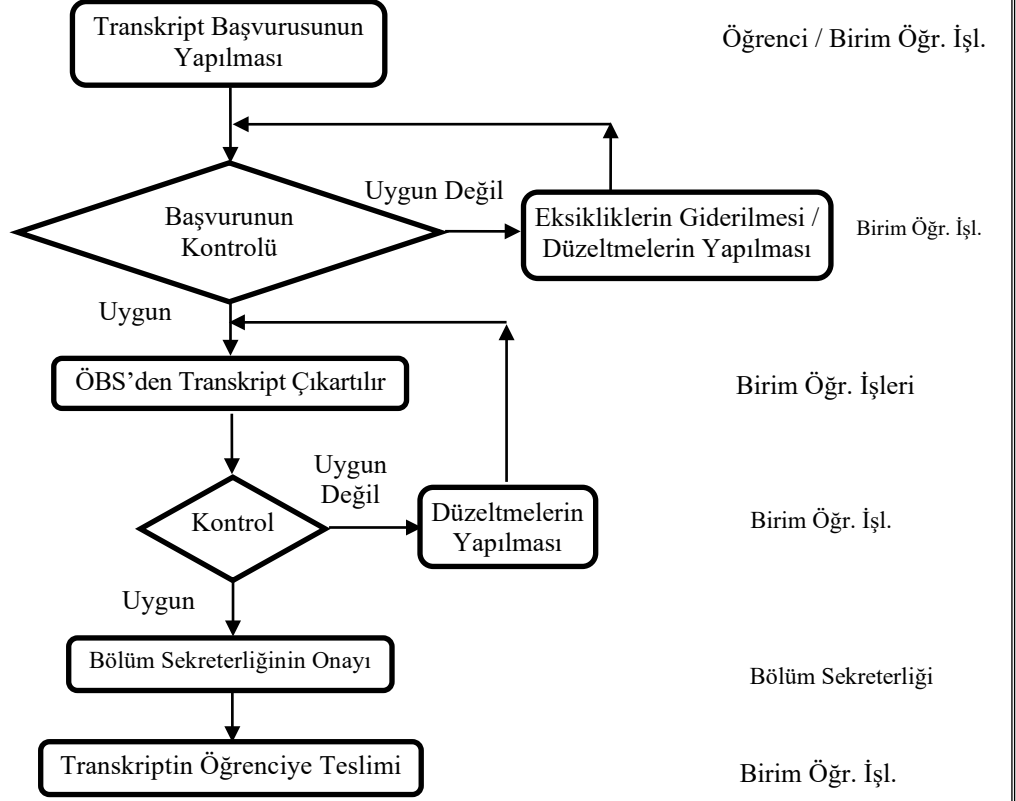 Transkript Başvurusunun
Yapılması
Öğrenci / Birim Öğr. İşl.
Uygun Değil
Başvurunun
Kontrolü
Eksikliklerin Giderilmesi /
Düzeltmelerin Yapılması
Birim Öğr. İşl.
Uygun
ÖBS’den Transkript Çıkartılır
Birim Öğr. İşleri
Uygun
Değil
Kontrol
Düzeltmelerin
Yapılması
Birim Öğr. İşl.
Uygun
Bölüm Sekreterliğinin Onayı
Bölüm Sekreterliği
Transkriptin Öğrenciye Teslimi
Birim Öğr. İşl.